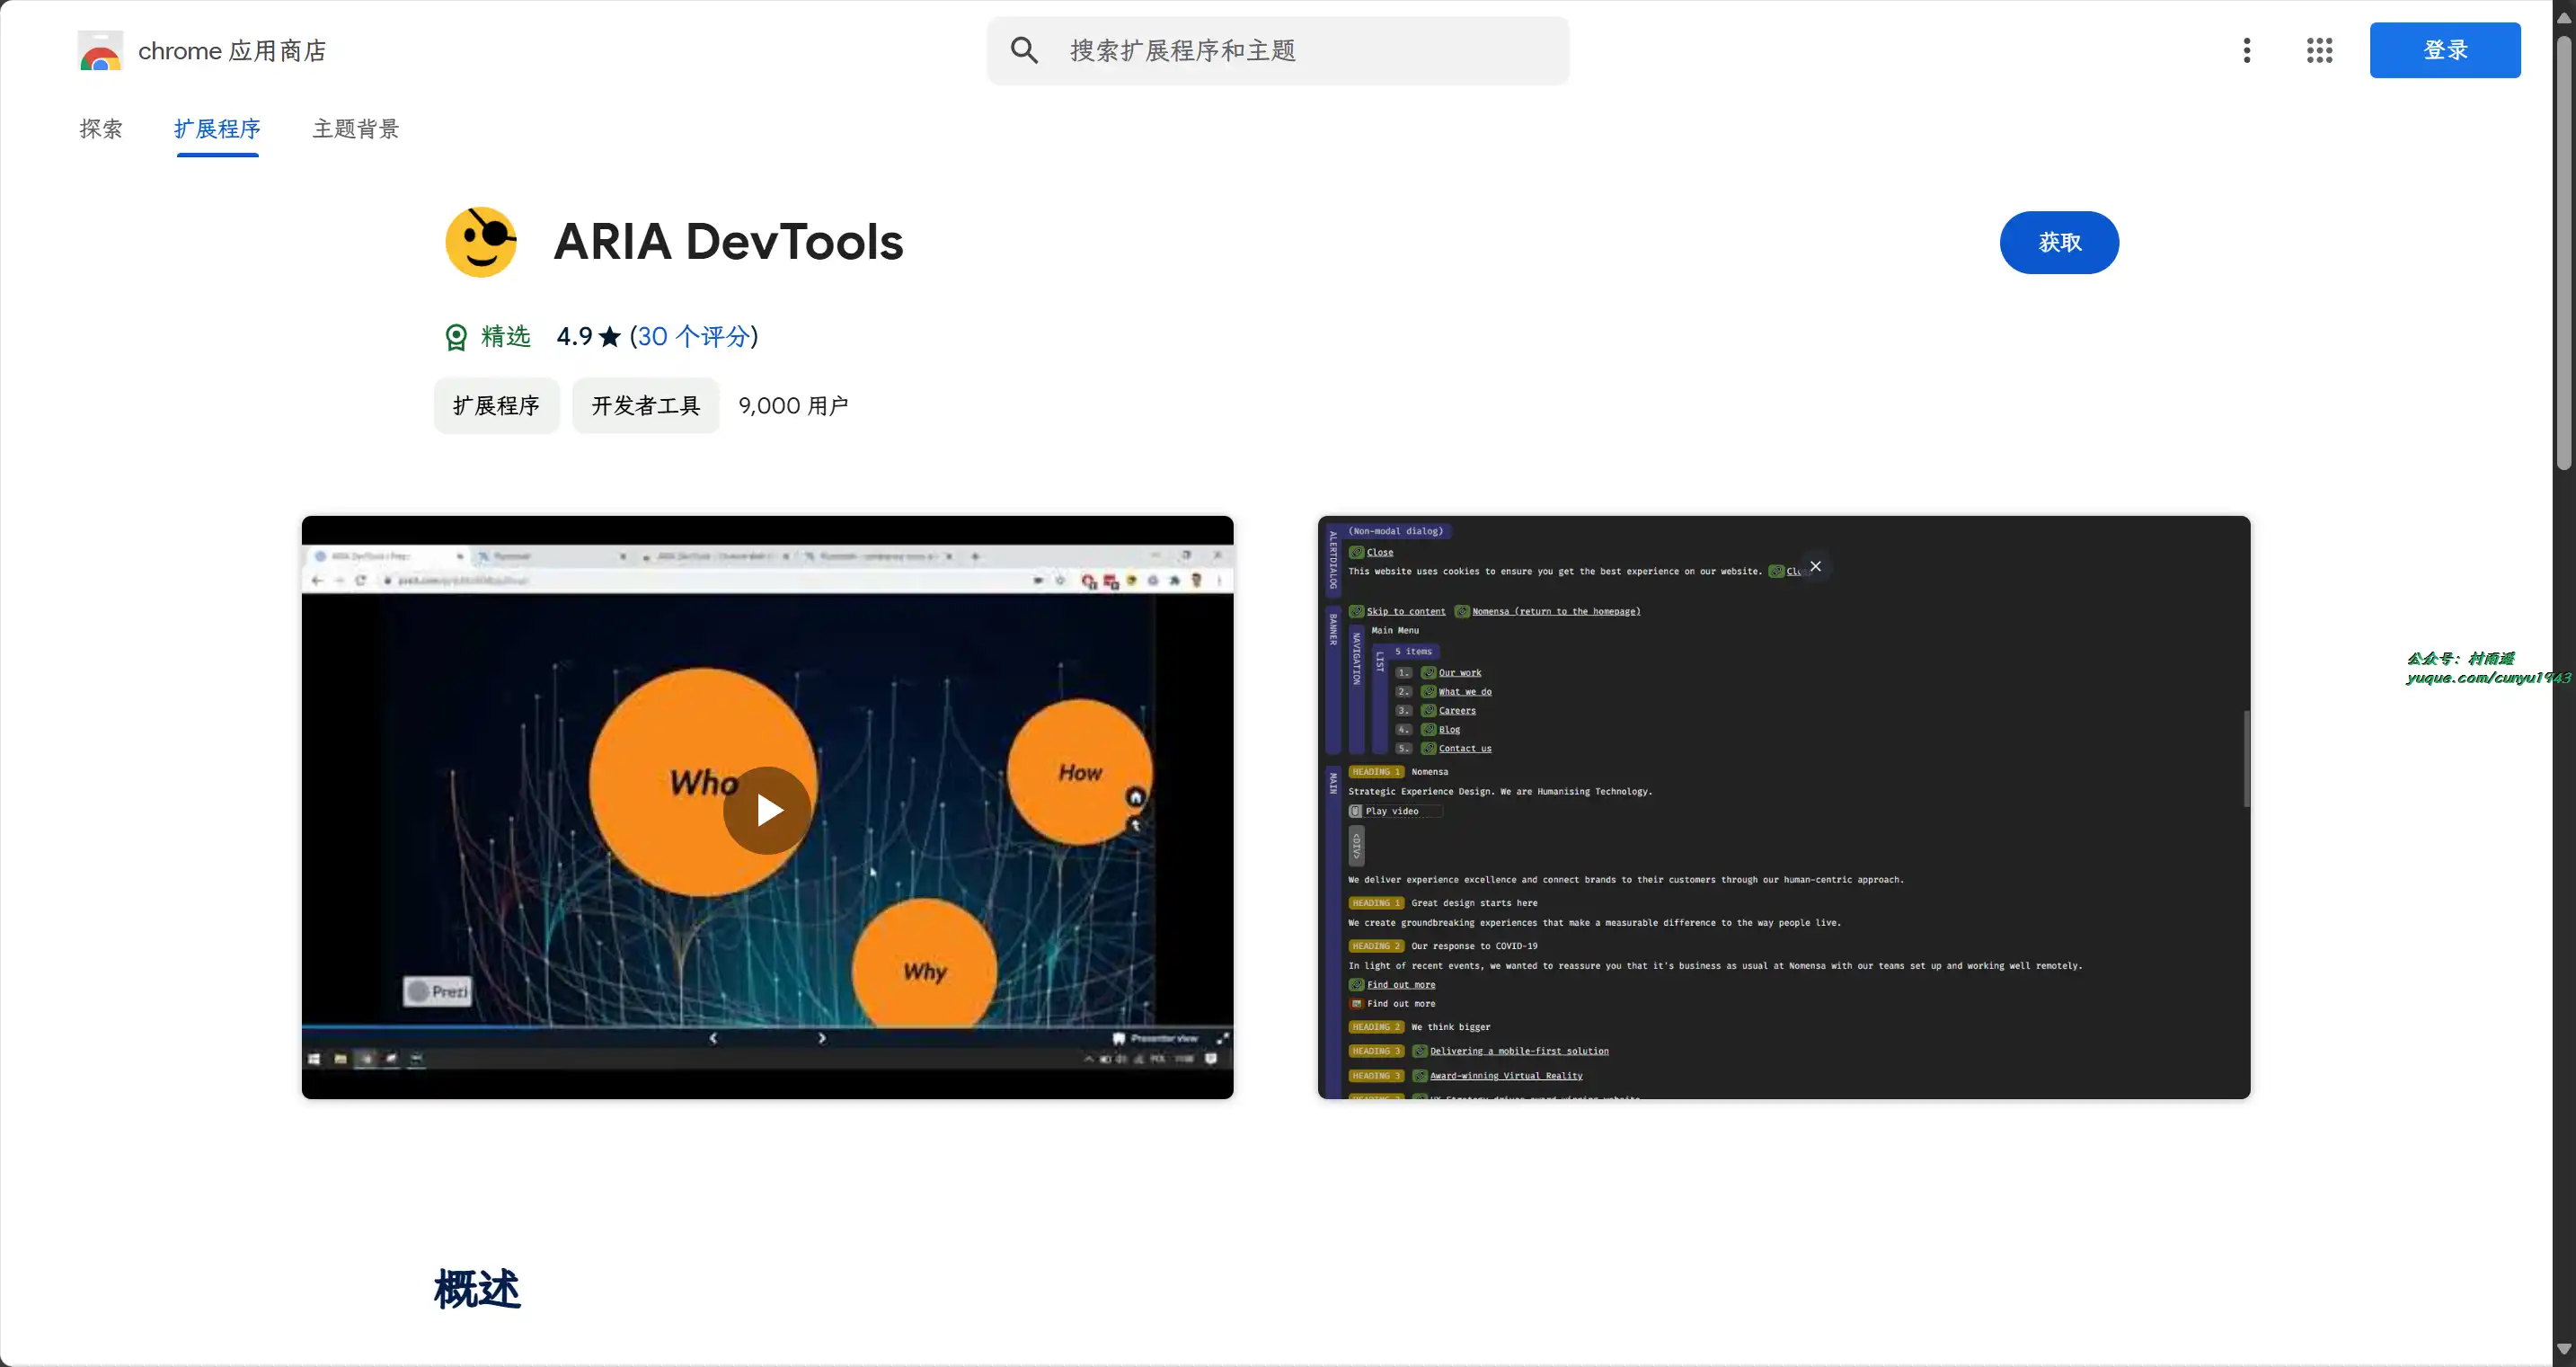 chrome 应用商店
搜索扩展程序和主题
登录
探索
扩展程序
主题背景
ARIA DevTools
获取
精选 4.9 (30 个评分)
扩展程序
开发者工具
9,000 用户
Who
How
Why
Prezi
Presenter view
ALERTDIALOG
(Non-modal dialog)
Close
This website uses cookies to ensure you get the best experience on our website.
BANNER
Skip to content
Nomensa (return to the homepage)
NAVIGATION
Main Menu
LIST
5 items
1. Our work
2. What we do
3. Careers
4. Blog
5. Contact us
MAIN
HEADING 1 Nomensa
Strategic Experience Design. We are Humanising Technology.
Play video
<DIV>
We deliver experience excellence and connect brands to their customers through our human-centric approach.
HEADING 1 Great design starts here
We create groundbreaking experiences that make a measurable difference to the way people live.
HEADING 2 Our response to COVID-19
In light of recent events, we wanted to reassure you that it's business as usual at Nomensa with our teams set up and working well remotely.
Find out more
Find out more
HEADING 2 We think bigger
HEADING 3 Delivering a mobile-first solution
HEADING 3 Award-winning Virtual Reality
公众号：村雨遥
yuque.com/cunyu1943
概述